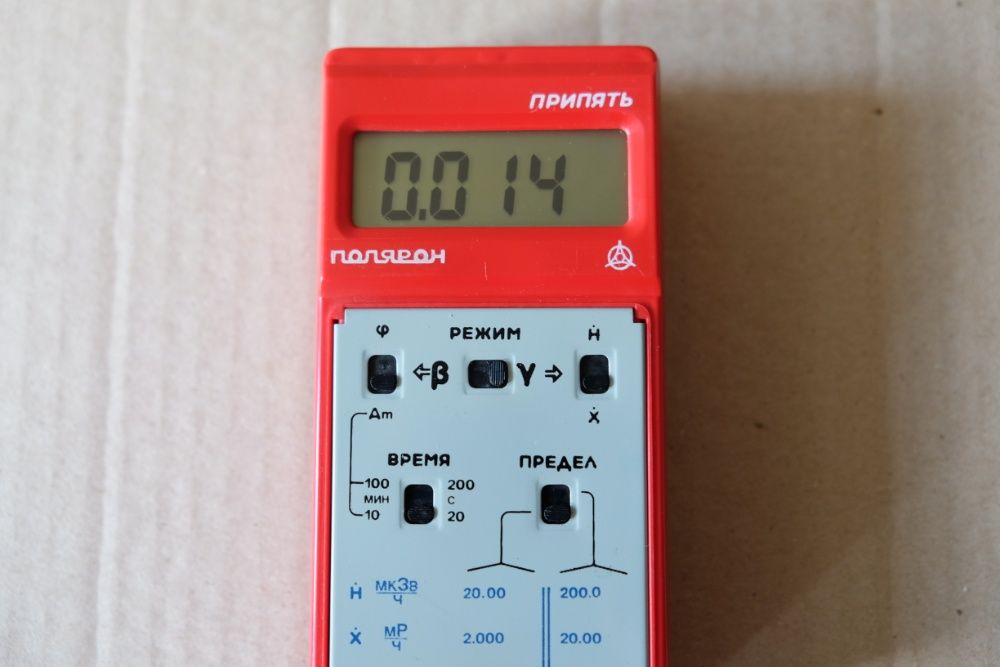 ПРИПЯТЬ
0.014
ПОЛЯРОН
φ РЕЖИМ Ḣ
⇦β γ⇨
Am Ẋ
ВРЕМЯ ПРЕДЕЛ
100 200
МИН С
10 20
Ḣ мкЗв/ч 20.00 200.0
Ẋ мР/ч 2.000 20.00